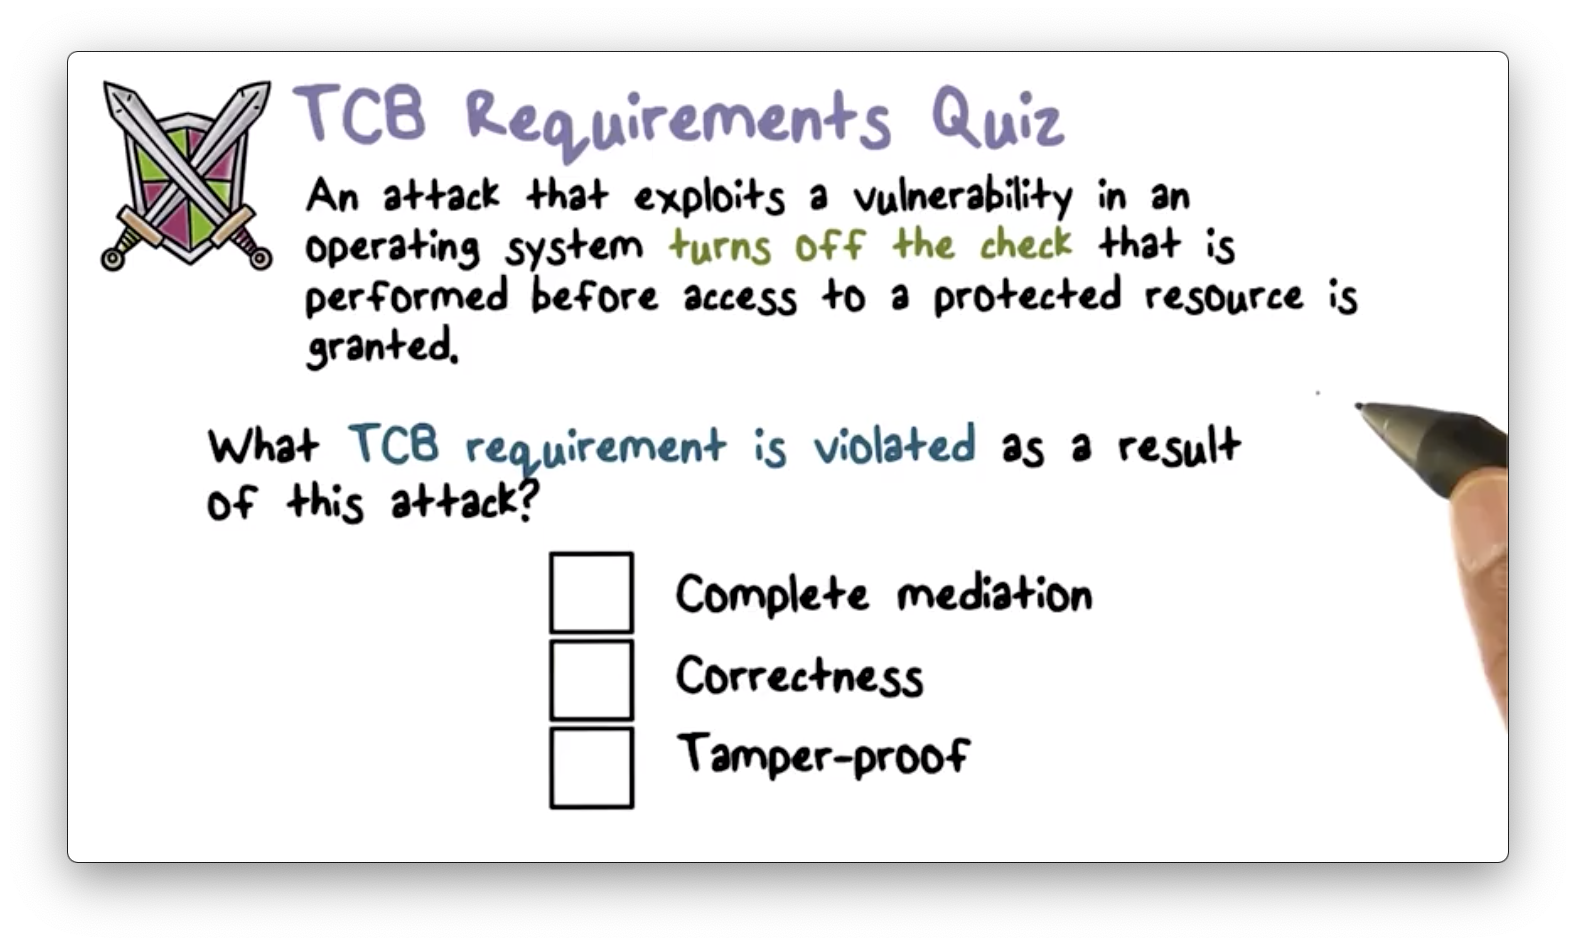 TCB Requirements Quiz
An attack that exploits a vulnerability in an
operating system turns off the check that is
performed before access to a protected resource is
granted.
What TCB requirement is violated as a result
of this attack?
Complete mediation
Correctness
Tamper-proof